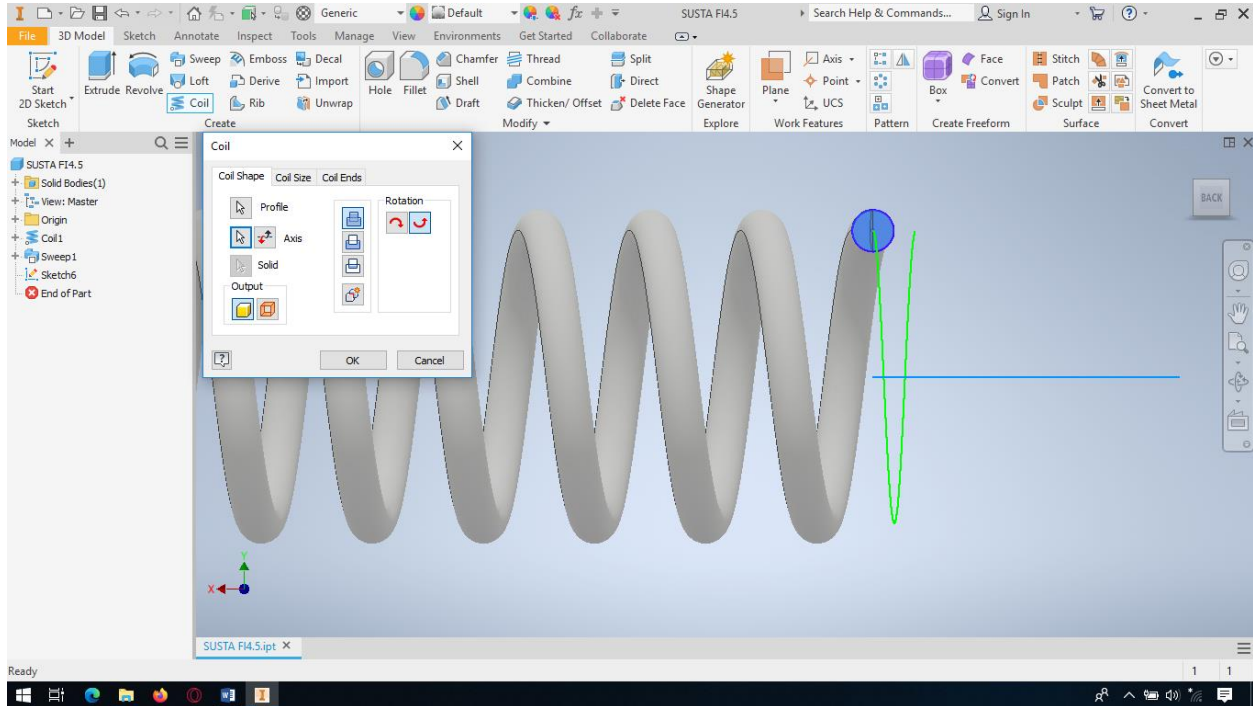 Generic Default fx SUSTA FI4.5 Search Help & Commands... Sign In
File 3D Model Sketch Annotate Inspect Tools Manage View Environments Get Started Collaborate
Start 2D Sketch Extrude Revolve Sweep Emboss Decal Loft Derive Import Coil Rib Unwrap
Hole Fillet Chamfer Thread Split Shell Combine Direct Draft Thicken/ Offset Delete Face
Shape Generator Plane Axis Point UCS Box Face Convert Stitch Patch Sculpt Convert to Sheet Metal
Sketch Create Modify Explore Work Features Pattern Create Freeform Surface Convert
Model
SUSTA FI4.5
Solid Bodies(1)
View: Master
Origin
Coil1
Sweep1
Sketch6
End of Part
Coil
Coil Shape Coil Size Coil Ends
Profile
Axis
Solid
Output
Rotation
OK Cancel
BACK
Y
X
SUSTA FI4.5.ipt
Ready 1 1